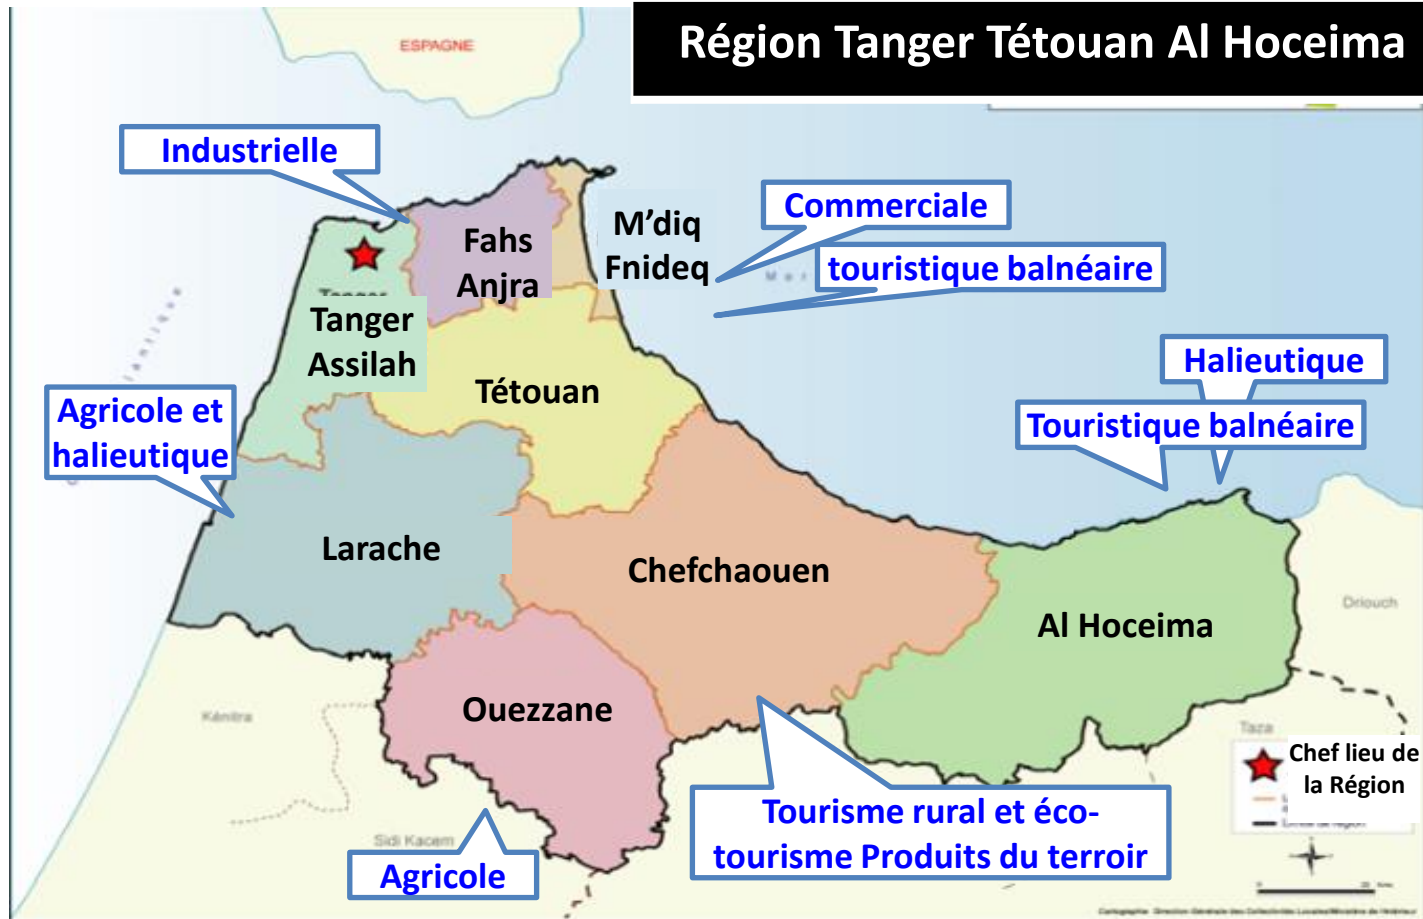 Région Tanger Tétouan Al Hoceima
ESPAGNE
Industrielle
Commerciale
touristique balnéaire
M'diq
Fnideq
Fahs
Anjra
Tanger
Assilah
Tétouan
Halieutique
Touristique balnéaire
Agricole et
halieutique
Larache
Chefchaouen
Al Hoceima
Driouch
Ouezzane
Kénitra
Taza
Chef lieu de
la Région
Tourisme rural et éco-
tourisme Produits du terroir
Sidi Kacem
Agricole